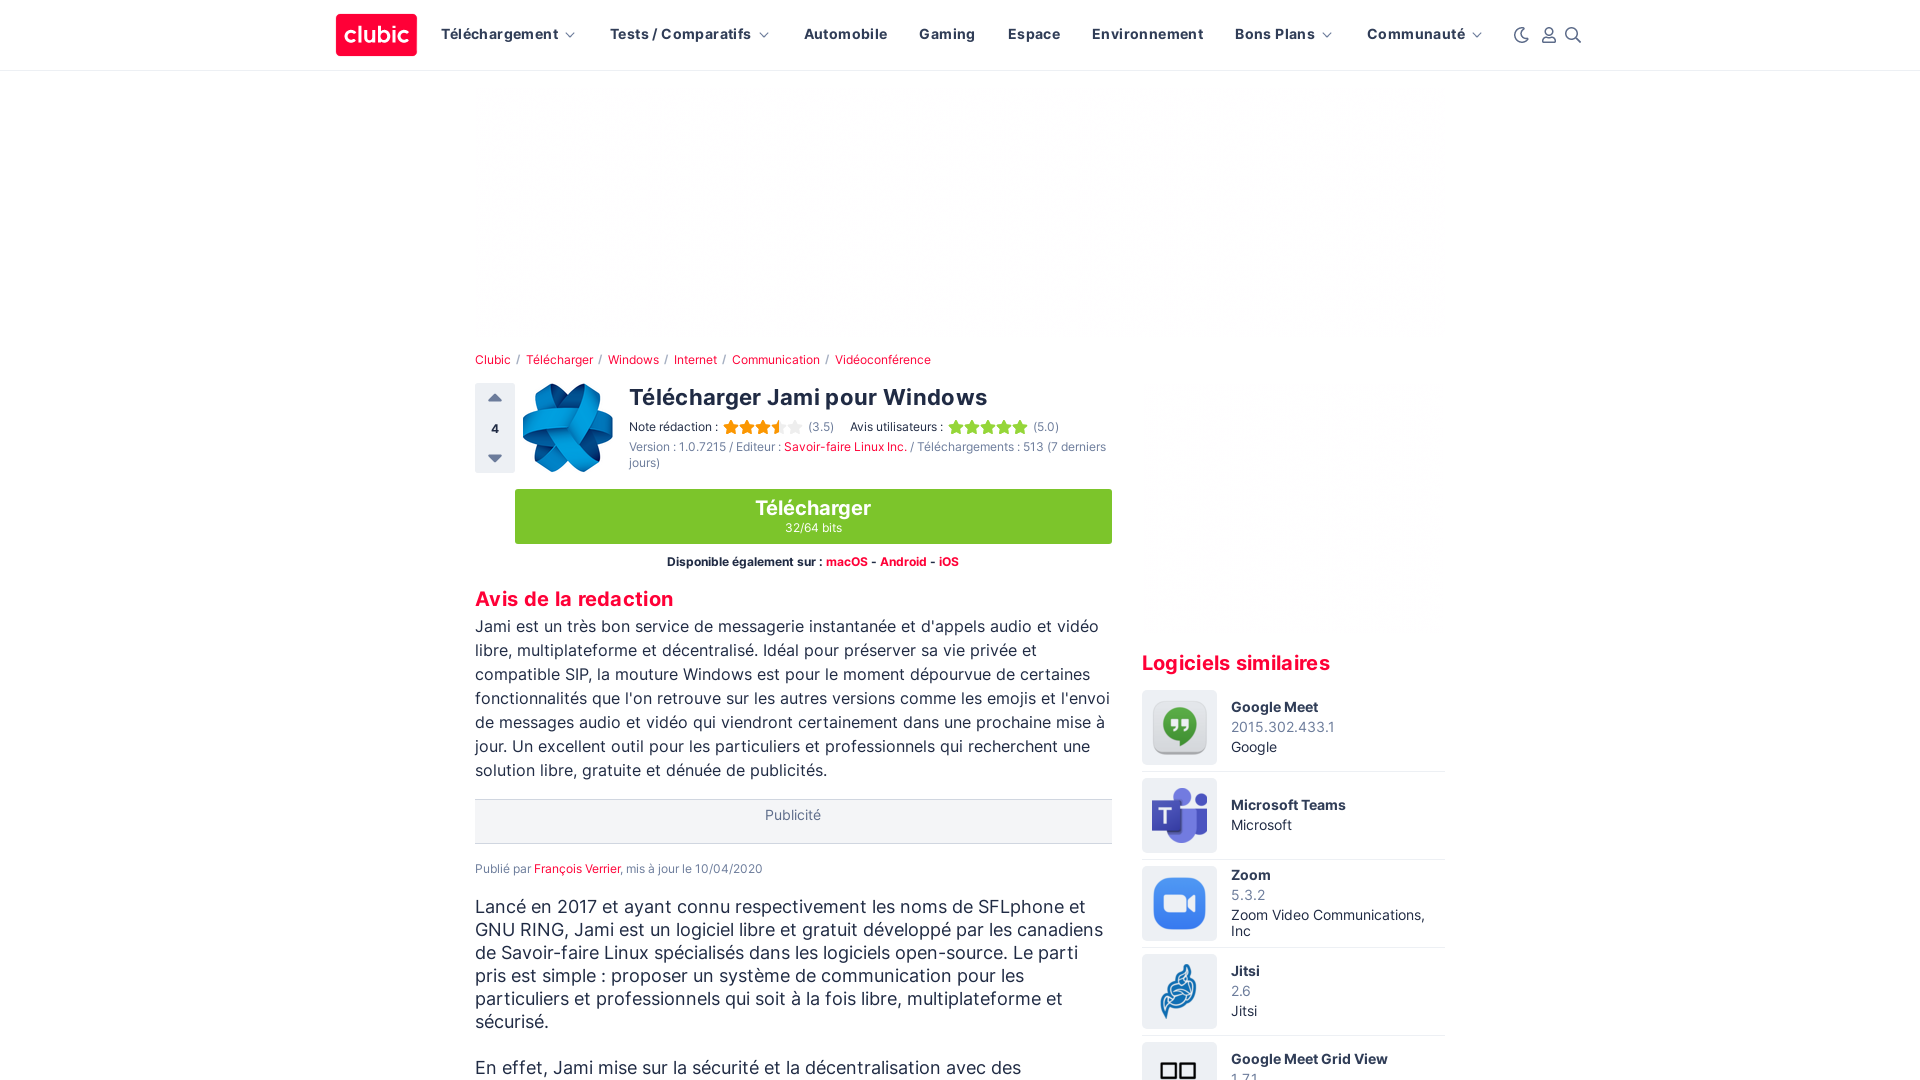 clubic Téléchargement Tests / Comparatifs Automobile Gaming Espace Environnement Bons Plans Communauté
Clubic / Télécharger / Windows / Internet / Communication / Vidéoconférence
4
Télécharger Jami pour Windows
Note rédaction : (3.5) Avis utilisateurs : (5.0)
Version : 1.0.7215 / Editeur : Savoir-faire Linux Inc. / Téléchargements : 513 (7 derniers
jours)
Télécharger
32/64 bits
Disponible également sur : macOS - Android - iOS
Avis de la redaction
Jami est un très bon service de messagerie instantanée et d'appels audio et vidéo
libre, multiplateforme et décentralisé. Idéal pour préserver sa vie privée et
compatible SIP, la mouture Windows est pour le moment dépourvue de certaines
fonctionnalités que l'on retrouve sur les autres versions comme les emojis et l'envoi
de messages audio et vidéo qui viendront certainement dans une prochaine mise à
jour. Un excellent outil pour les particuliers et professionnels qui recherchent une
solution libre, gratuite et dénuée de publicités.
Publicité
Publié par François Verrier, mis à jour le 10/04/2020
Lancé en 2017 et ayant connu respectivement les noms de SFLphone et
GNU RING, Jami est un logiciel libre et gratuit développé par les canadiens
de Savoir-faire Linux spécialisés dans les logiciels open-source. Le parti
pris est simple : proposer un système de communication pour les
particuliers et professionnels qui soit à la fois libre, multiplateforme et
sécurisé.
En effet, Jami mise sur la sécurité et la décentralisation avec des
Logiciels similaires
Google Meet
2015.302.433.1
Google
T
Microsoft Teams
Microsoft
Zoom
5.3.2
Zoom Video Communications,
Inc
Jitsi
2.6
Jitsi
Google Meet Grid View
1.7.1